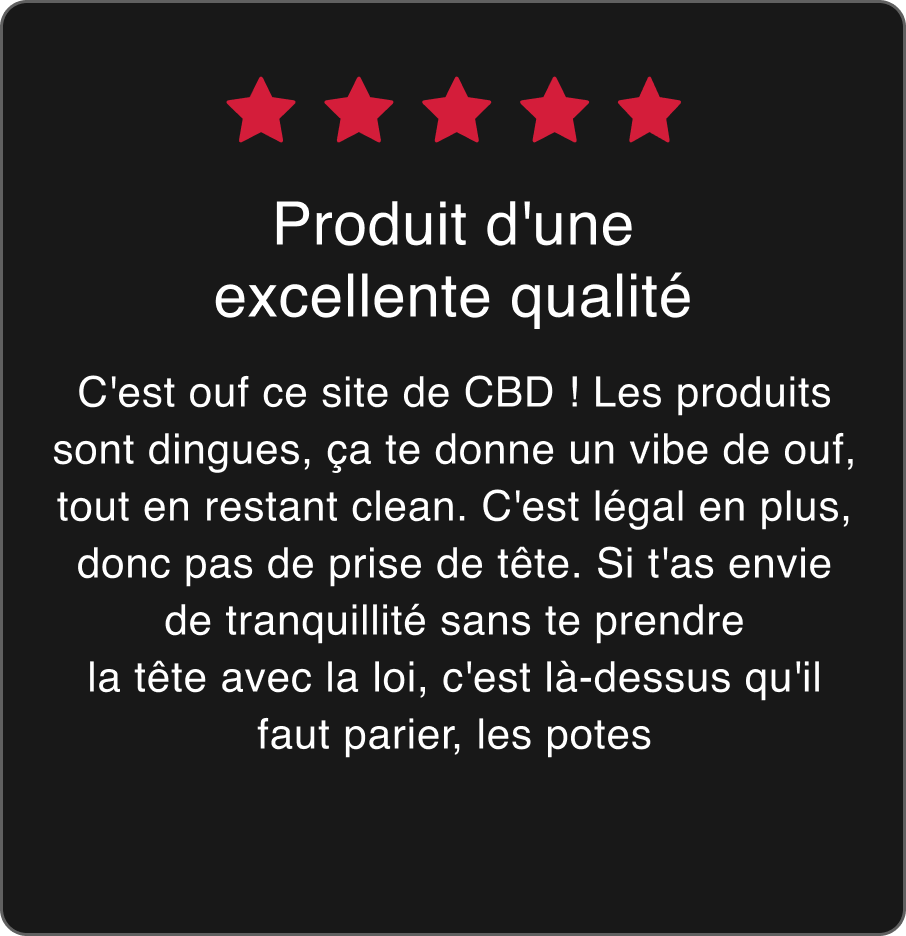 Produit d'une
excellente qualité
C'est ouf ce site de CBD ! Les produits
sont dingues, ça te donne un vibe de ouf,
tout en restant clean. C'est légal en plus,
donc pas de prise de tête. Si t'as envie
de tranquillité sans te prendre
la tête avec la loi, c'est là-dessus qu'il
faut parier, les potes